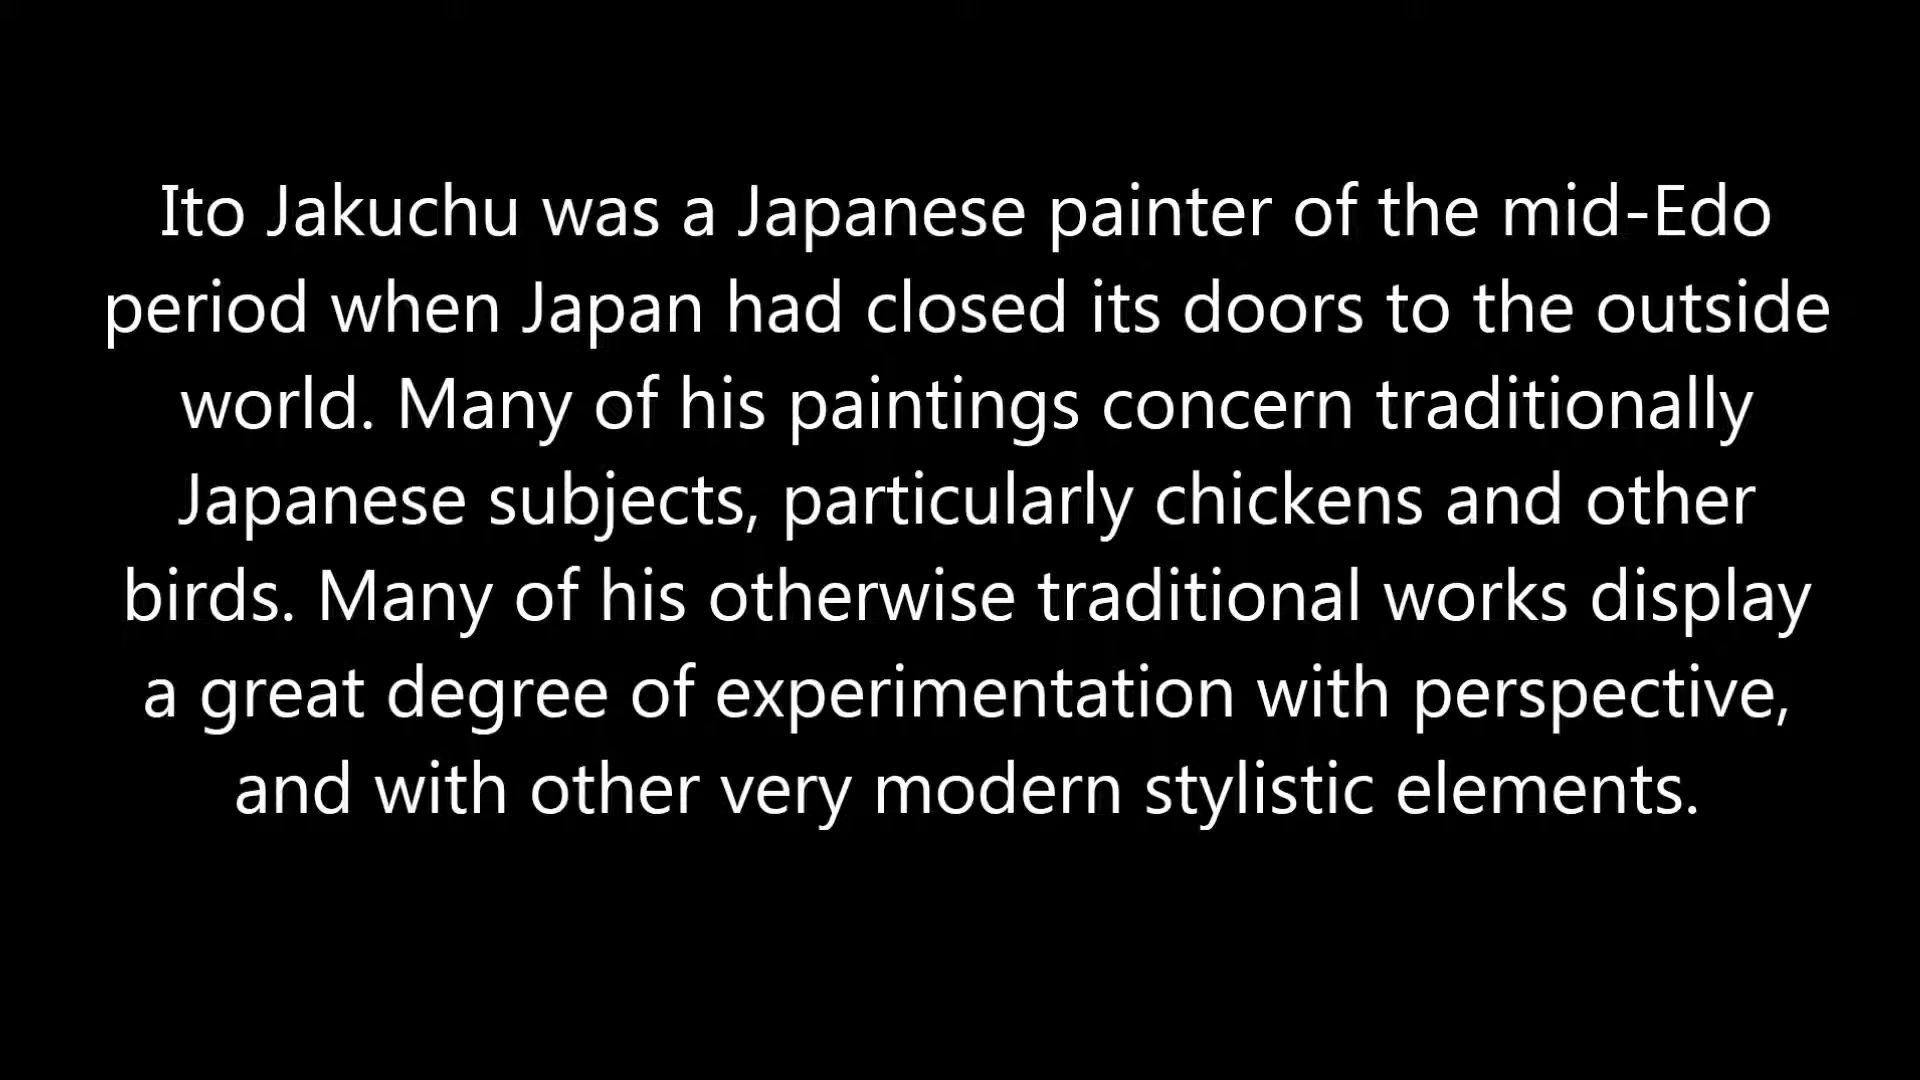 Ito Jakuchu was a Japanese painter of the mid-Edo
period when Japan had closed its doors to the outside
world. Many of his paintings concern traditionally
Japanese subjects, particularly chickens and other
birds. Many of his otherwise traditional works display
a great degree of experimentation with perspective,
and with other very modern stylistic elements.